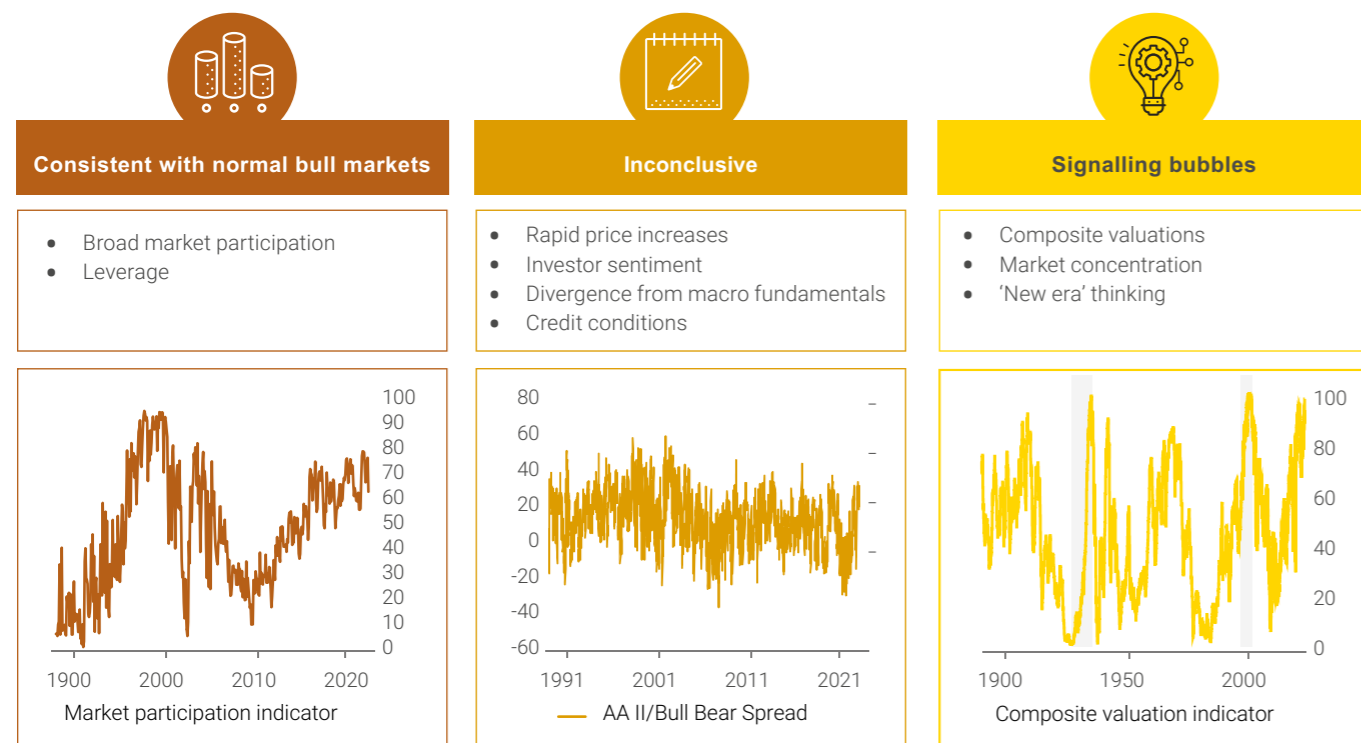 Consistent with normal bull markets
• Broad market participation
• Leverage
100
90
80
70
60
50
40
30
20
10
0
1900 2000 2010 2020
Market participation indicator
Inconclusive
• Rapid price increases
• Investor sentiment
• Divergence from macro fundamentals
• Credit conditions
80
60
40
20
0
-20
-40
-60
1991 2001 2011 2021
AA II/Bull Bear Spread
Signalling bubbles
• Composite valuations
• Market concentration
• ‘New era’ thinking
100
80
60
40
20
0
1900 1950 2000
Composite valuation indicator